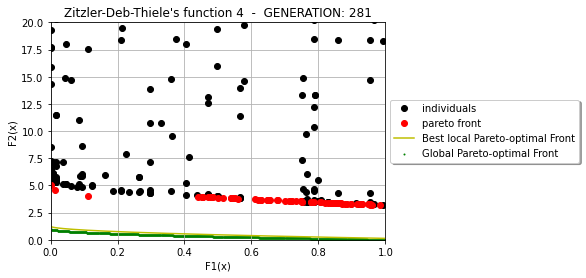 Zitzler-Deb-Thiele's function 4 - GENERATION: 281
F2(x)
20.0
17.5
15.0
12.5
10.0
7.5
5.0
2.5
0.0
0.0 0.2 0.4 0.6 0.8 1.0
F1(x)
individuals
pareto front
Best local Pareto-optimal Front
Global Pareto-optimal Front